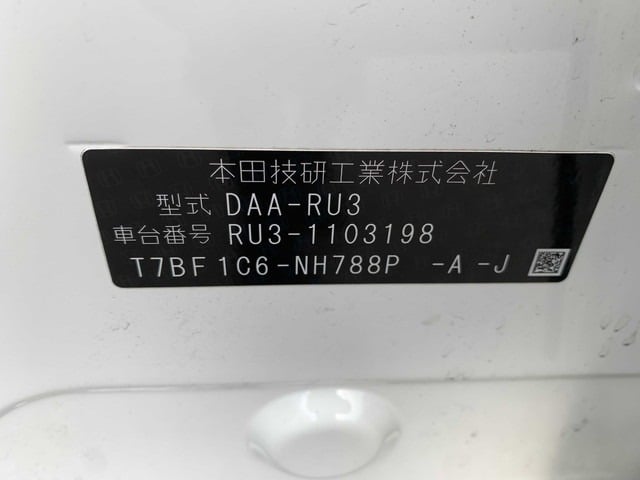 本田技研工業株式会社
型式 DAA-RU3
車台番号 RU3-1103198
T7BF1C6-NH788P -A -J